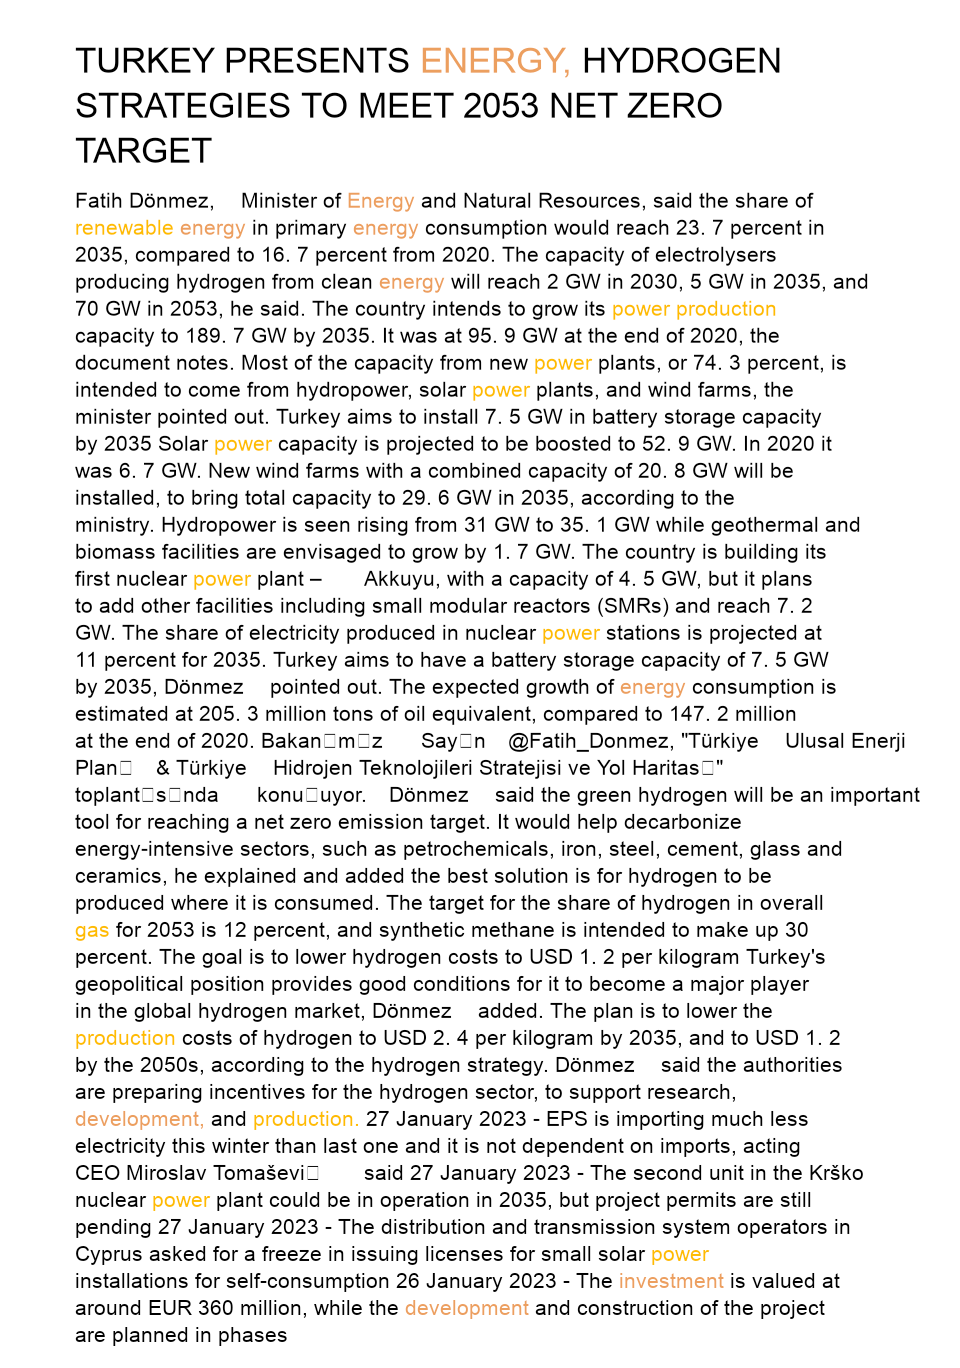 TURKEY PRESENTS ENERGY, HYDROGEN
STRATEGIES TO MEET 2053 NET ZERO
TARGET
Fatih Dönmez, Minister of Energy and Natural Resources, said the share of
renewable energy in primary energy consumption would reach 23. 7 percent in
2035, compared to 16. 7 percent from 2020. The capacity of electrolysers
producing hydrogen from clean energy will reach 2 GW in 2030, 5 GW in 2035, and
70 GW in 2053, he said. The country intends to grow its power production
capacity to 189. 7 GW by 2035. It was at 95. 9 GW at the end of 2020, the
document notes. Most of the capacity from new power plants, or 74. 3 percent, is
intended to come from hydropower, solar power plants, and wind farms, the
minister pointed out. Turkey aims to install 7. 5 GW in battery storage capacity
by 2035 Solar power capacity is projected to be boosted to 52. 9 GW. In 2020 it
was 6. 7 GW. New wind farms with a combined capacity of 20. 8 GW will be
installed, to bring total capacity to 29. 6 GW in 2035, according to the
ministry. Hydropower is seen rising from 31 GW to 35. 1 GW while geothermal and
biomass facilities are envisaged to grow by 1. 7 GW. The country is building its
first nuclear power plant – Akkuyu, with a capacity of 4. 5 GW, but it plans
to add other facilities including small modular reactors (SMRs) and reach 7. 2
GW. The share of electricity produced in nuclear power stations is projected at
11 percent for 2035. Turkey aims to have a battery storage capacity of 7. 5 GW
by 2035, Dönmez pointed out. The expected growth of energy consumption is
estimated at 205. 3 million tons of oil equivalent, compared to 147. 2 million
at the end of 2020. Bakan□m□z Say□n @Fatih_Donmez, "Türkiye Ulusal Enerji
Plan□ & Türkiye Hidrojen Teknolojileri Stratejisi ve Yol Haritas□"
toplant□s□nda konu□uyor. Dönmez said the green hydrogen will be an important
tool for reaching a net zero emission target. It would help decarbonize
energy-intensive sectors, such as petrochemicals, iron, steel, cement, glass and
ceramics, he explained and added the best solution is for hydrogen to be
produced where it is consumed. The target for the share of hydrogen in overall
gas for 2053 is 12 percent, and synthetic methane is intended to make up 30
percent. The goal is to lower hydrogen costs to USD 1. 2 per kilogram Turkey's
geopolitical position provides good conditions for it to become a major player
in the global hydrogen market, Dönmez added. The plan is to lower the
production costs of hydrogen to USD 2. 4 per kilogram by 2035, and to USD 1. 2
by the 2050s, according to the hydrogen strategy. Dönmez said the authorities
are preparing incentives for the hydrogen sector, to support research,
development, and production. 27 January 2023 - EPS is importing much less
electricity this winter than last one and it is not dependent on imports, acting
CEO Miroslav Tomaševi□ said 27 January 2023 - The second unit in the Krško
nuclear power plant could be in operation in 2035, but project permits are still
pending 27 January 2023 - The distribution and transmission system operators in
Cyprus asked for a freeze in issuing licenses for small solar power
installations for self-consumption 26 January 2023 - The investment is valued at
around EUR 360 million, while the development and construction of the project
are planned in phases